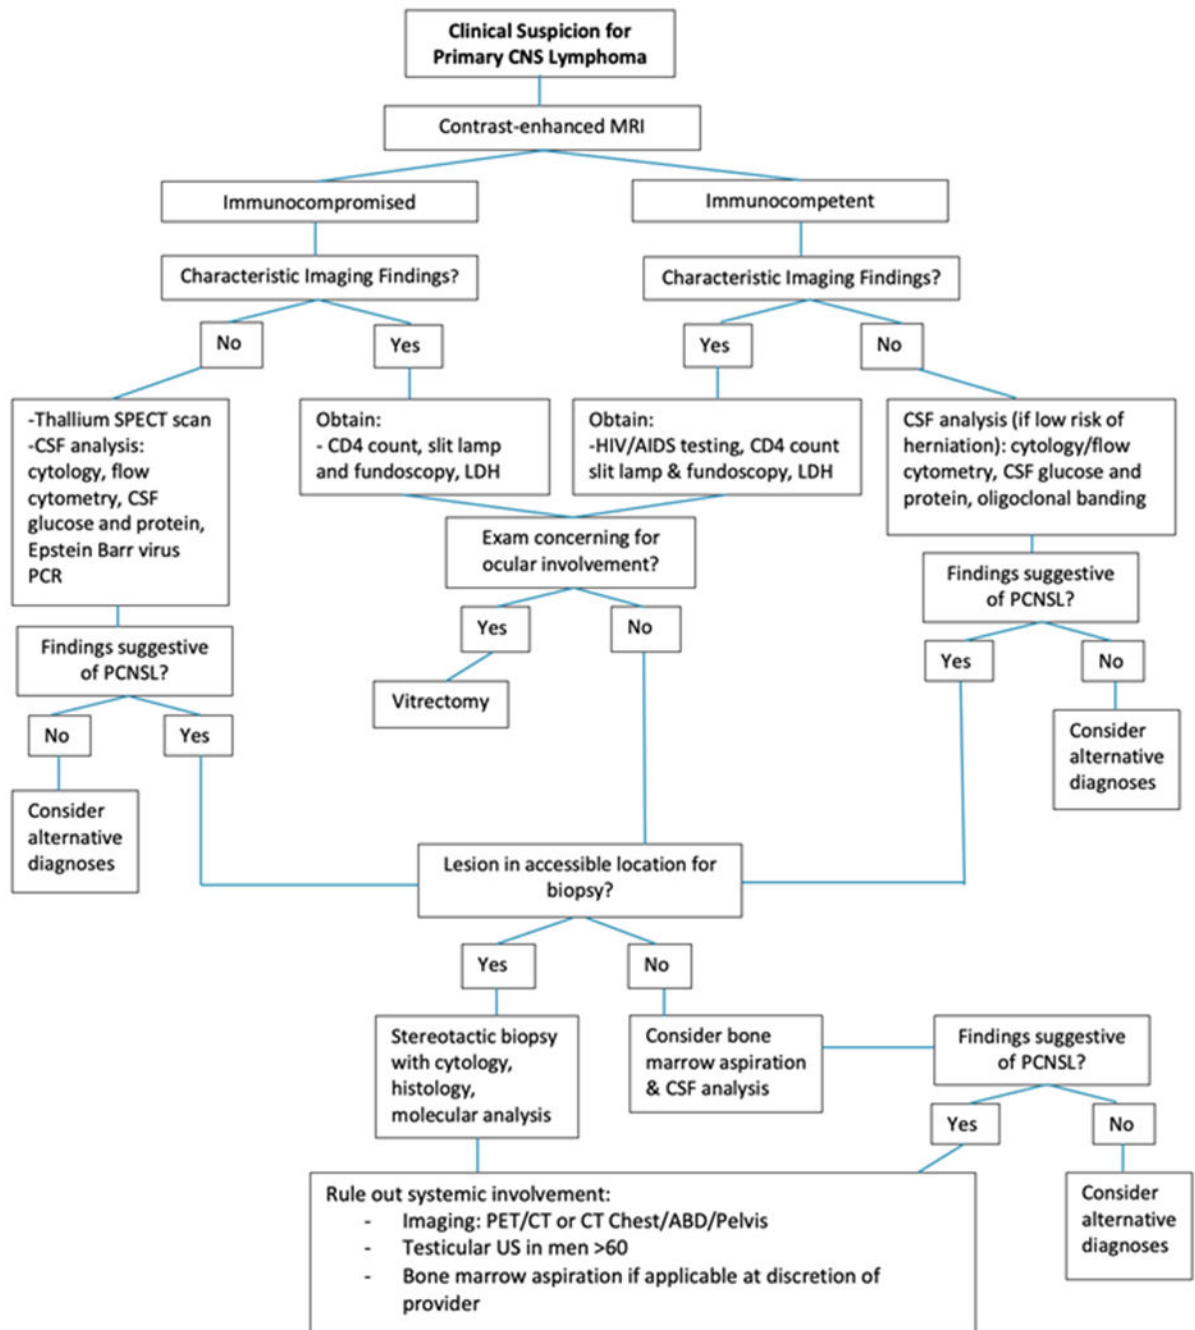 Clinical Suspicion for
Primary CNS Lymphoma
Contrast-enhanced MRI
Immunocompromised
Immunocompetent
Characteristic Imaging Findings?
Characteristic Imaging Findings?
No
Yes
Yes
No
-Thallium SPECT scan
-CSF analysis:
cytology, flow
cytometry, CSF
glucose and protein,
Epstein Barr virus
PCR
Obtain:
- CD4 count, slit lamp
and fundoscopy, LDH
Obtain:
-HIV/AIDS testing, CD4 count
slit lamp & fundoscopy, LDH
CSF analysis (if low risk of
herniation): cytology/flow
cytometry, CSF glucose and
protein, oligoclonal banding
Exam concerning for
ocular involvement?
Findings suggestive
of PCNSL?
Yes
No
Findings suggestive
of PCNSL?
Yes
No
Vitrectomy
No
Yes
Consider
alternative
diagnoses
Consider
alternative
diagnoses
Lesion in accessible location for
biopsy?
Yes
No
Stereotactic biopsy
with cytology,
histology,
molecular analysis
Consider bone
marrow aspiration
& CSF analysis
Findings suggestive
of PCNSL?
Yes
No
Consider
alternative
diagnoses
Rule out systemic involvement:
- Imaging: PET/CT or CT Chest/ABD/Pelvis
- Testicular US in men >60
- Bone marrow aspiration if applicable at discretion of
provider